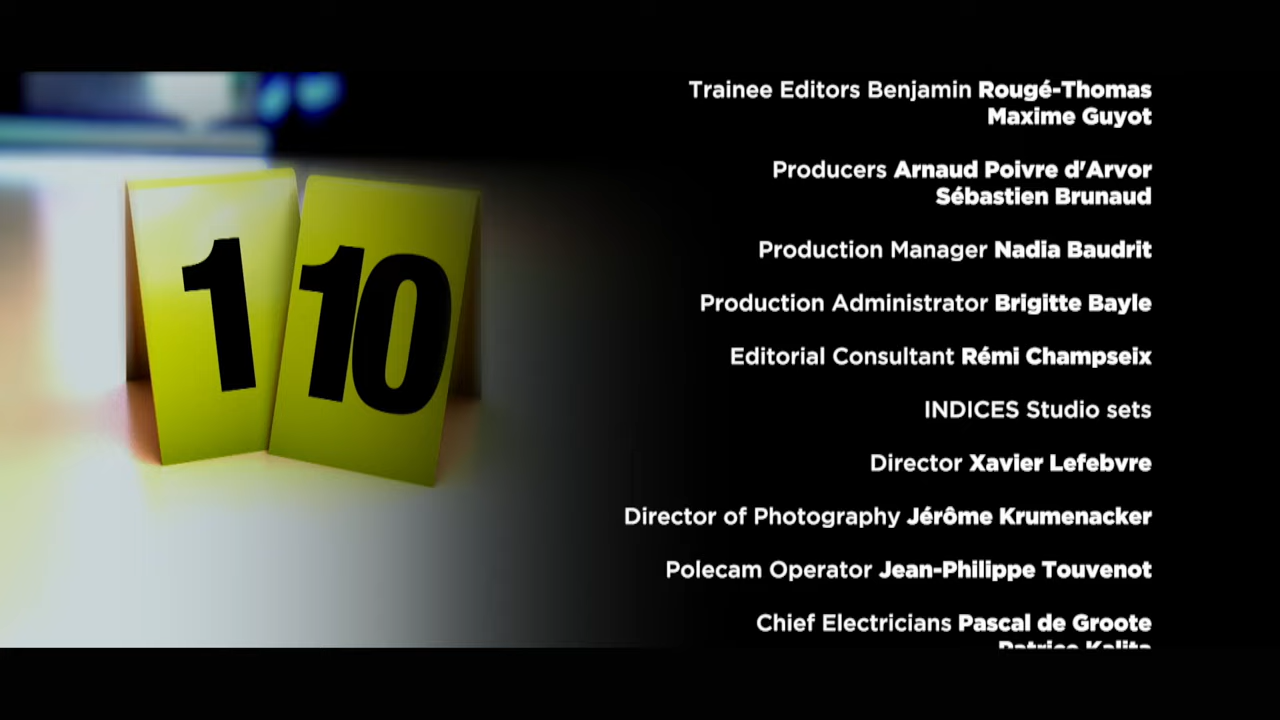 1
10
Trainee Editors Benjamin Rougé-Thomas
Maxime Guyot
Producers Arnaud Poivre d'Arvor
Sébastien Brunaud
Production Manager Nadia Baudrit
Production Administrator Brigitte Bayle
Editorial Consultant Rémi Champseix
INDICES Studio sets
Director Xavier Lefebvre
Director of Photography Jérôme Krumenacker
Polecam Operator Jean-Philippe Touvenot
Chief Electricians Pascal de Groote